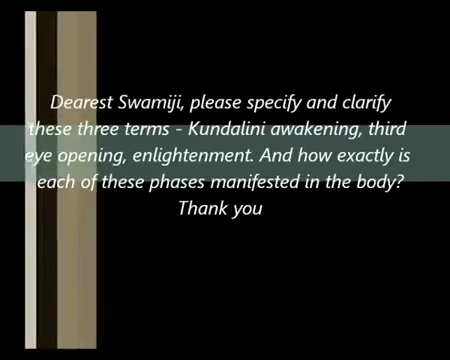 Dearest Swamiji, please specify and clarify
these three terms - Kundalini awakening, third
eye opening, enlightenment. And how exactly is
each of these phases manifested in the body?
Thank you